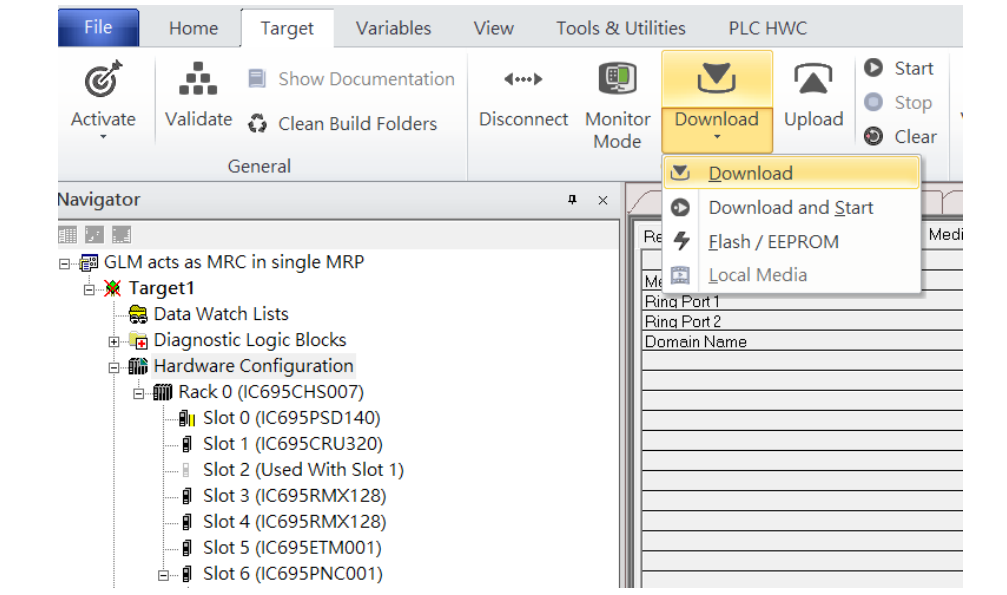 File Home Target Variables View Tools & Utilities PLC HWC
Activate
Validate
Show Documentation
Clean Build Folders
General
Disconnect
Monitor
Mode
Download
Upload
Start
Stop
Clear
Download
Download and Start
Flash / EEPROM
Local Media
Navigator
GLM acts as MRC in single MRP
Target1
Data Watch Lists
Diagnostic Logic Blocks
Hardware Configuration
Rack 0 (IC695CHS007)
Slot 0 (IC695PSD140)
Slot 1 (IC695CRU320)
Slot 2 (Used With Slot 1)
Slot 3 (IC695RMX128)
Slot 4 (IC695RMX128)
Slot 5 (IC695ETM001)
Slot 6 (IC695PNC001)
Ring Port 1
Ring Port 2
Domain Name